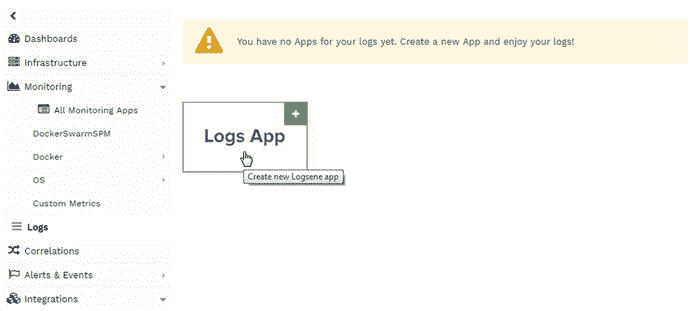 Dashboards
You have no Apps for your logs yet. Create a new App and enjoy your logs!
Infrastructure
Monitoring
All Monitoring Apps
DockerSwarmSPM
Docker
OS
Custom Metrics
Logs
Correlations
Alerts & Events
Integrations
Logs App
Create new Logsene app